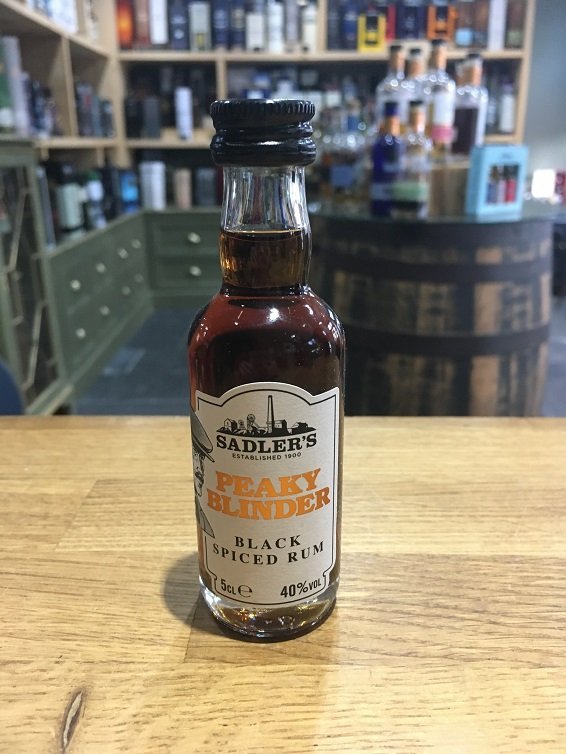 SADLER'S
ESTABLISHED 1900
PEAKY
BLINDER
BLACK
SPICED RUM
5CL ℮ 40%VOL